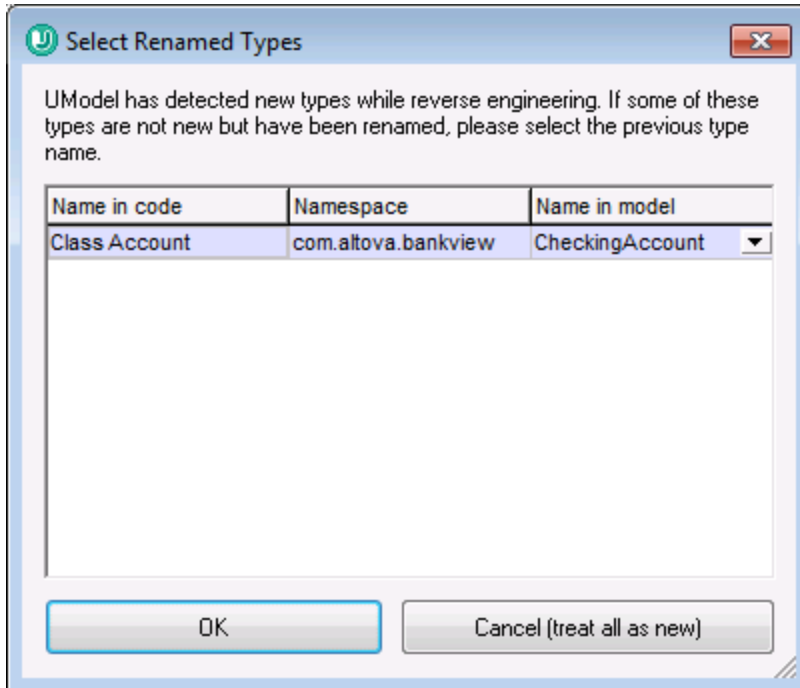 Select Renamed Types
UModel has detected new types while reverse engineering. If some of these
types are not new but have been renamed, please select the previous type
name.
Name in code Namespace Name in model
Class Account com.altova.bankview CheckingAccount
OK Cancel (treat all as new)